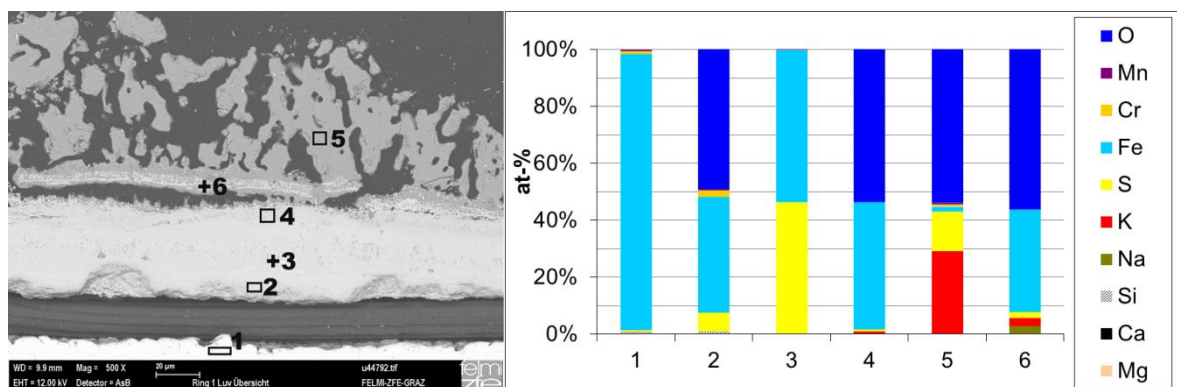 +6
5
4
+3
2
1
WD = 9.9 mm Mag = 500 X 20 µm u44792.tif
EHT = 12.00 kV Detector = AsB Ring 1 Luv Übersicht FELMI-ZFE-GRAZ
felmi
zfe
at-%
100%
80%
60%
40%
20%
0%
1 2 3 4 5 6
O
Mn
Cr
Fe
S
K
Na
Si
Ca
Mg